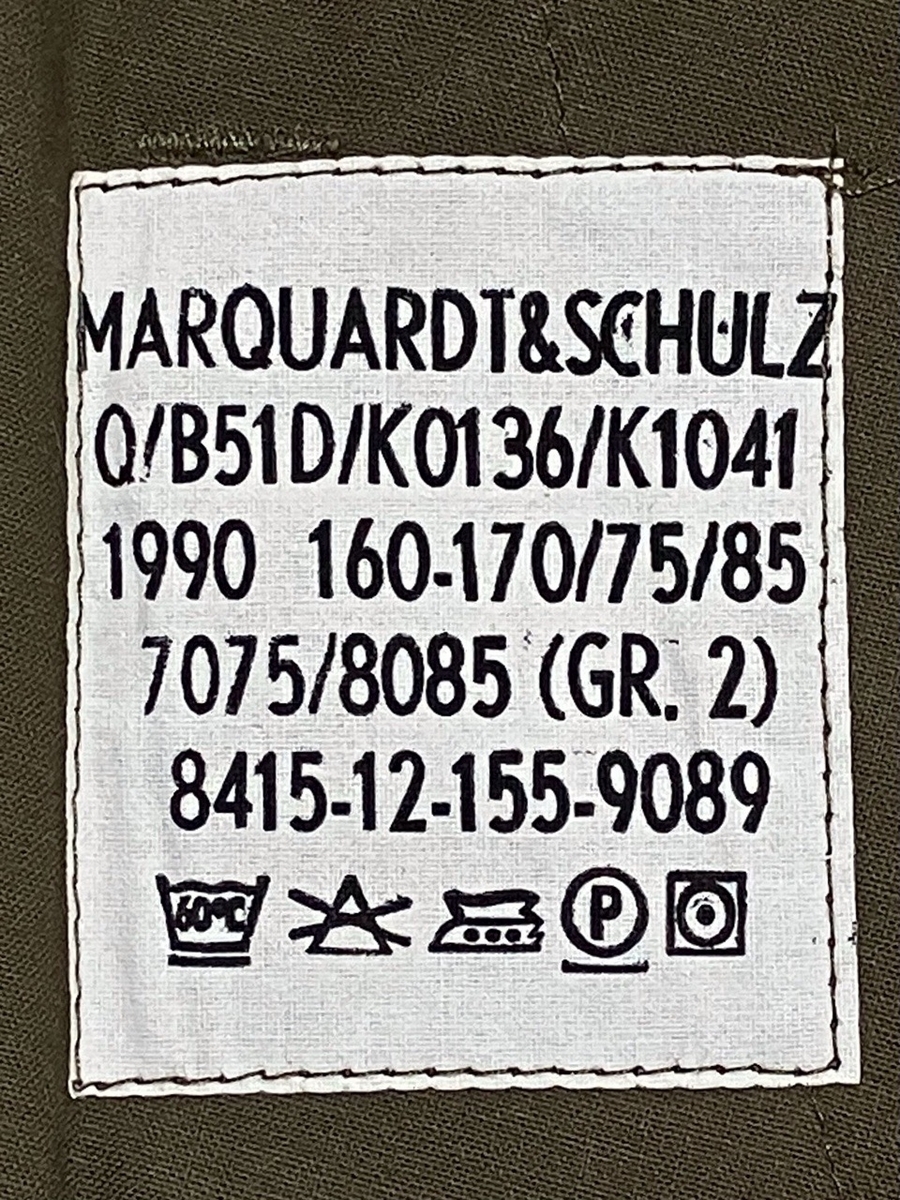 MARQUARDT&SCHULZ
Q/B51D/K0136/K1041
1990 160-170/75/85
7075/8085 (GR. 2)
8415-12-155-9089
60°C P